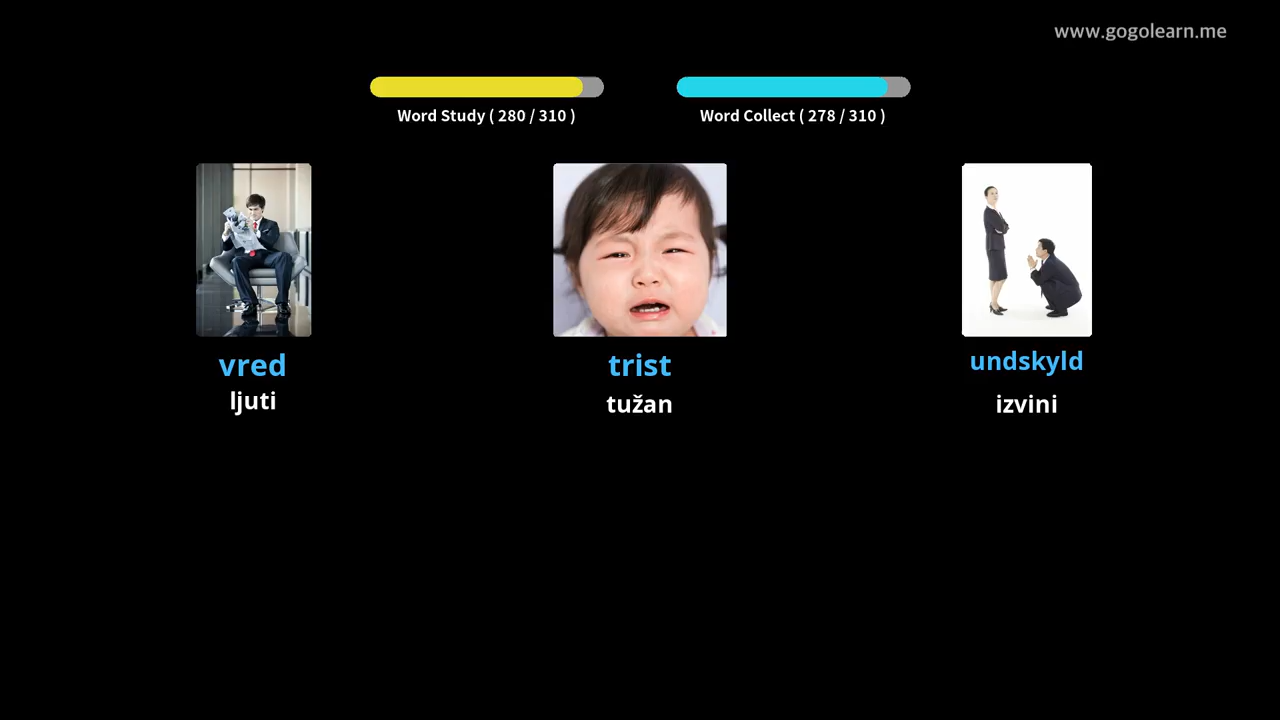 www.gogolearn.me
Word Study ( 280 / 310 )
Word Collect ( 278 / 310 )
vred
trist
undskyld
ljuti
tužan
izvini